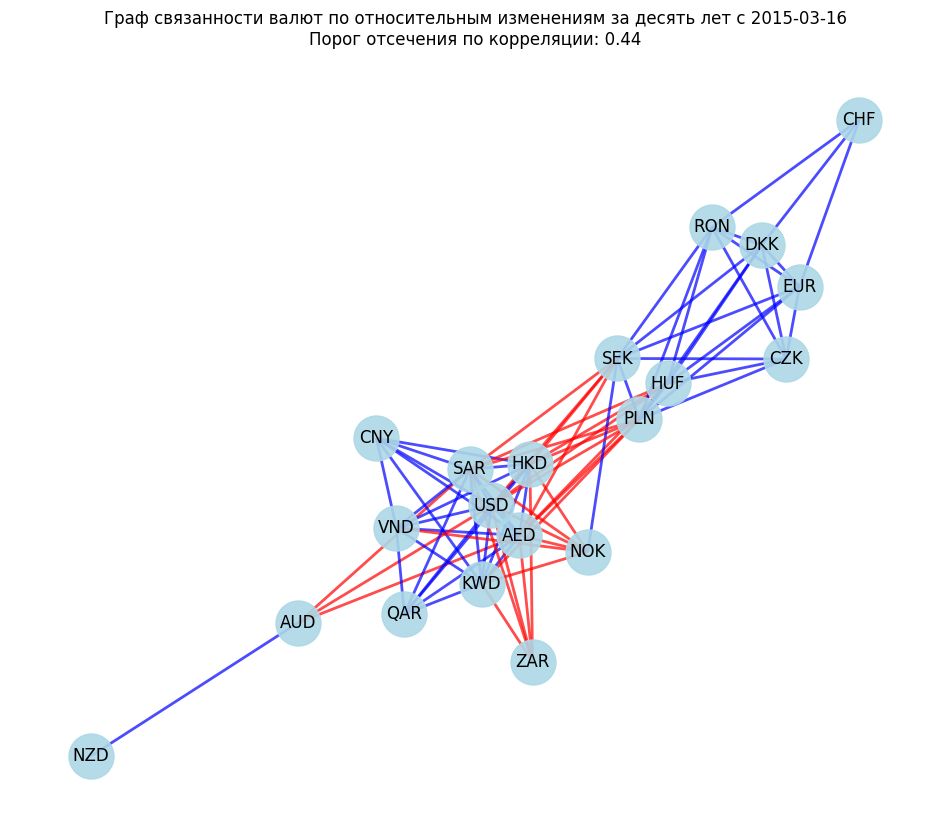 Граф связанности валют по относительным изменениям за десять лет с 2015-03-16
Порог отсечения по корреляции: 0.44
CHF
RON
DKK
EUR
SEK
CZK
HUF
PLN
CNY
SAR
HKD
USD
VND
AED
NOK
KWD
QAR
AUD
ZAR
NZD